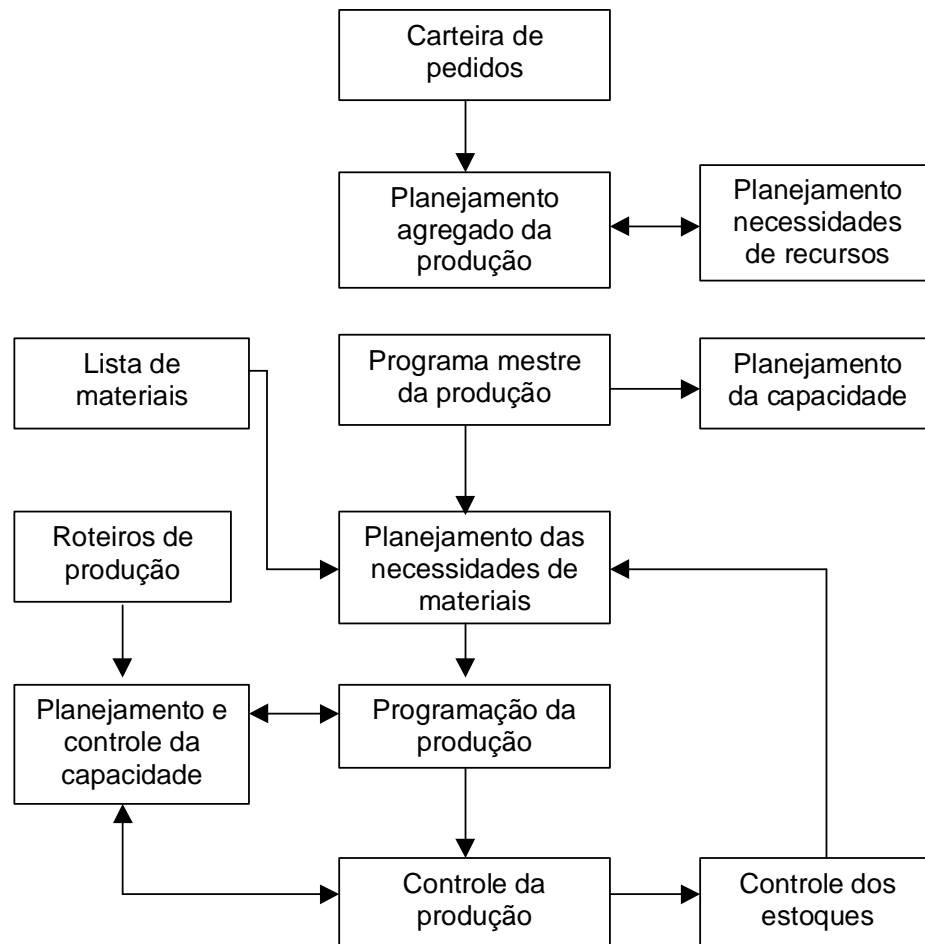 Carteira de
pedidos
Planejamento
agregado da
produção
Planejamento
necessidades
de recursos
Lista de
materiais
Programa mestre
da produção
Planejamento
da capacidade
Roteiros de
produção
Planejamento das
necessidades de
materiais
Planejamento e
controle da
capacidade
Programação da
produção
Controle da
produção
Controle dos
estoques